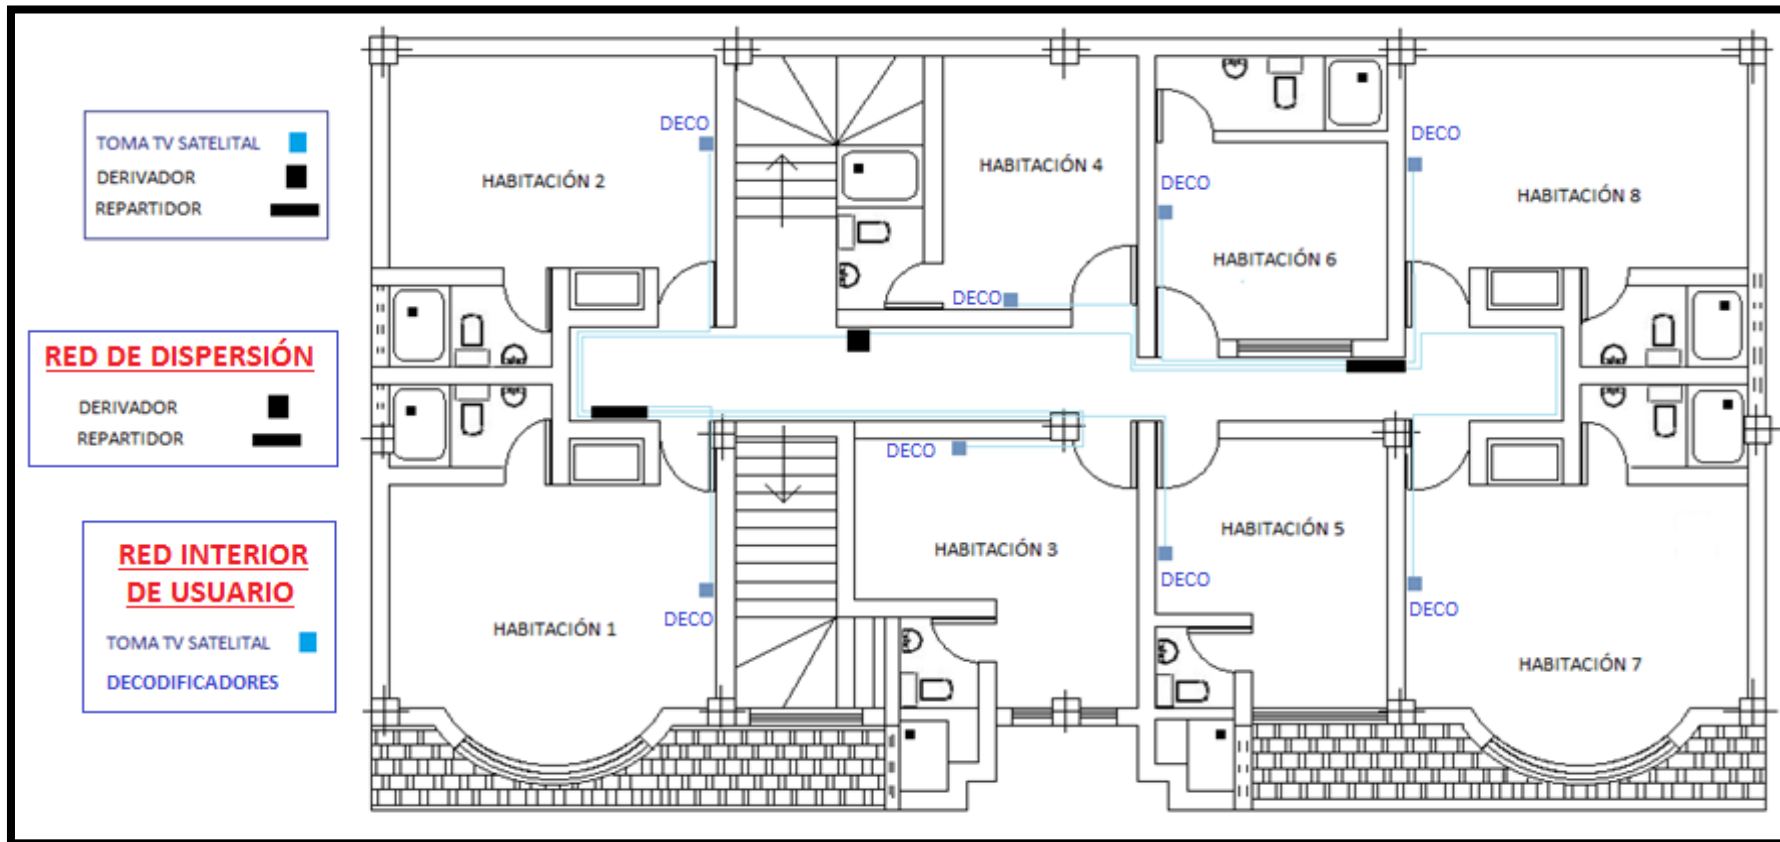 TOMA TV SATELITAL
DERIVADOR
REPARTIDOR
RED DE DISPERSIÓN
DERIVADOR
REPARTIDOR
RED INTERIOR
DE USUARIO
TOMA TV SATELITAL
DECODIFICADORES
DECO
HABITACIÓN 2
HABITACIÓN 4
DECO
DECO
HABITACIÓN 6
DECO
HABITACIÓN 8
DECO
HABITACIÓN 1
DECO
HABITACIÓN 3
HABITACIÓN 5
DECO
DECO
DECO
HABITACIÓN 7